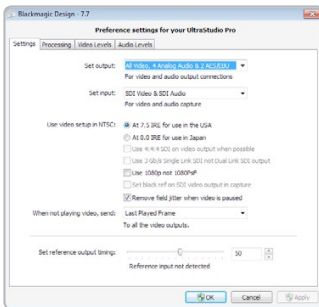 Blackmagic Design - 7.7
Preference settings for your UltraStudio Pro
Settings Processing Video Levels Audio Levels
Set output: All Video, 4 Analog Audio & 2 AES/EBU
For video and audio output connections
Set input: SDI Video & SDI Audio
For video and audio capture
Use video setup in NTSC: At 7.5 IRE for use in the USA
At 0.0 IRE for use in Japan
Use 4:4:4 SDI on video output when possible
Use 3 Gb/s Single Link SDI not Dual Link SDI output
Use 1080p not 1080PsF
Set black ref on SDI video output in capture
Remove field jitter when video is paused
When not playing video, send: Last Played Frame
To all the video outputs.
Set reference output timing: 50
Reference input not detected
OK Cancel Apply